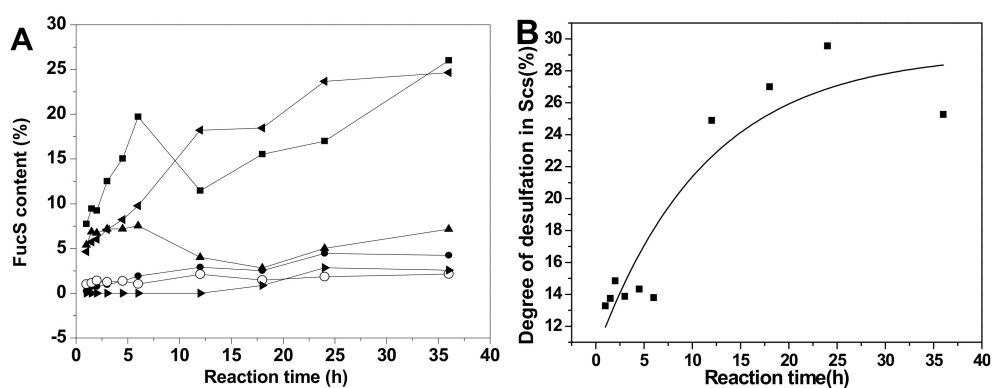 A
FucS content (%)
30
25
20
15
10
5
0
-5
0 5 10 15 20 25 30 35 40
Reaction time (h)
B
Degree of desulfation in Scs(%)
30
28
26
24
22
20
18
16
14
12
0 5 10 15 20 25 30 35 40
Reaction time(h)